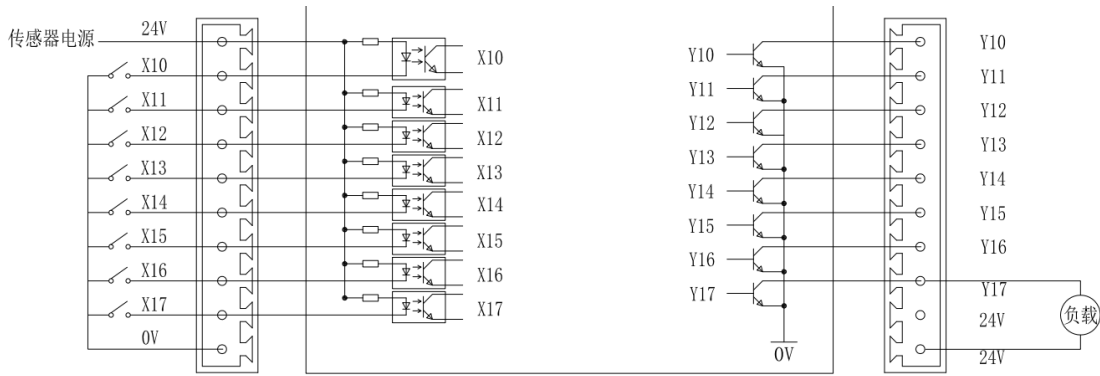 传感器电源
24V
X10
X11
X12
X13
X14
X15
X16
X17
0V
X10
X11
X12
X13
X14
X15
X16
X17
Y10
Y11
Y12
Y13
Y14
Y15
Y16
Y17
0V
Y10
Y11
Y12
Y13
Y14
Y15
Y16
Y17
24V
24V
负载